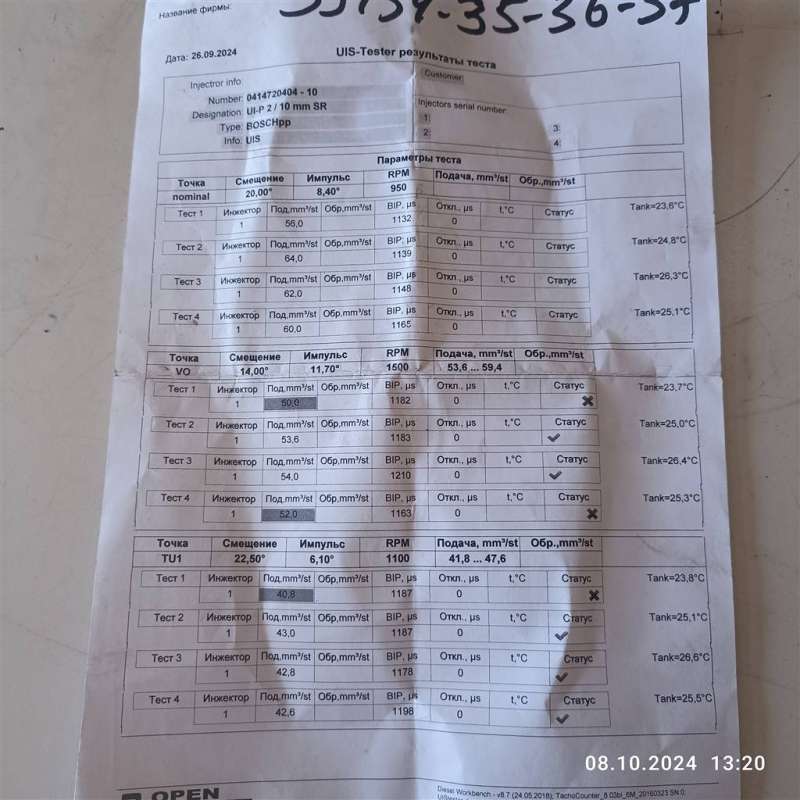 Название фирмы:
35-36-37
Дата: 26.09.2024
UIS-Tester результаты теста
Injectror info
Customer
Number: 0414720404 - 10
Designation: UI-P 2 / 10 mm SR
Type: BOSCHpp
Info: UIS
Injectors serial number:
1:
2:
3:
4:
Параметры теста
Точка Смещение Импульс RPM Подача, mm³/st Обр.,mm³/st
nominal 20,00° 8,40° 950
Тест 1 Инжектор Под,mm³/st Обр,mm³/st BIP, µs Откл., µs t,°C Статус Tank=23,6°C
1 56,0 1132 0
Тест 2 Инжектор Под,mm³/st Обр,mm³/st BIP, µs Откл., µs t,°C Статус Tank=24,8°C
1 64,0 1139 0
Тест 3 Инжектор Под,mm³/st Обр,mm³/st BIP, µs Откл., µs t,°C Статус Tank=26,3°C
1 62,0 1148 0
Тест 4 Инжектор Под,mm³/st Обр,mm³/st BIP, µs Откл., µs t,°C Статус Tank=25,1°C
1 60,0 1165 0
Точка Смещение Импульс RPM Подача, mm³/st Обр.,mm³/st
VO 14,00° 11,70° 1500 53,6 ... 59,4
Тест 1 Инжектор Под,mm³/st Обр,mm³/st BIP, µs Откл., µs t,°C Статус Tank=23,7°C
1 50,0 1182 0 ✖
Тест 2 Инжектор Под,mm³/st Обр,mm³/st BIP, µs Откл., µs t,°C Статус Tank=25,0°C
1 53,6 1183 0 ✔
Тест 3 Инжектор Под,mm³/st Обр,mm³/st BIP, µs Откл., µs t,°C Статус Tank=26,4°C
1 54,0 1210 0 ✔
Тест 4 Инжектор Под,mm³/st Обр,mm³/st BIP, µs Откл., µs t,°C Статус Tank=25,3°C
1 52,0 1163 0 ✖
Точка Смещение Импульс RPM Подача, mm³/st Обр.,mm³/st
TU1 22,50° 6,10° 1100 41,8 ... 47,6
Тест 1 Инжектор Под,mm³/st Обр,mm³/st BIP, µs Откл., µs t,°C Статус Tank=23,8°C
1 40,8 1187 0 ✖
Тест 2 Инжектор Под,mm³/st Обр,mm³/st BIP, µs Откл., µs t,°C Статус Tank=25,1°C
1 43,0 1187 0 ✔
Тест 3 Инжектор Под,mm³/st Обр,mm³/st BIP, µs Откл., µs t,°C Статус Tank=26,6°C
1 42,8 1178 0 ✔
Тест 4 Инжектор Под,mm³/st Обр,mm³/st BIP, µs Откл., µs t,°C Статус Tank=25,5°C
1 42,6 1198 0 ✔
OPEN
Diesel Workbench - v8.7 (24.05.2018); TachoCounter_8.03bi_6M_20160323 SN:0;
08.10.2024 13:20